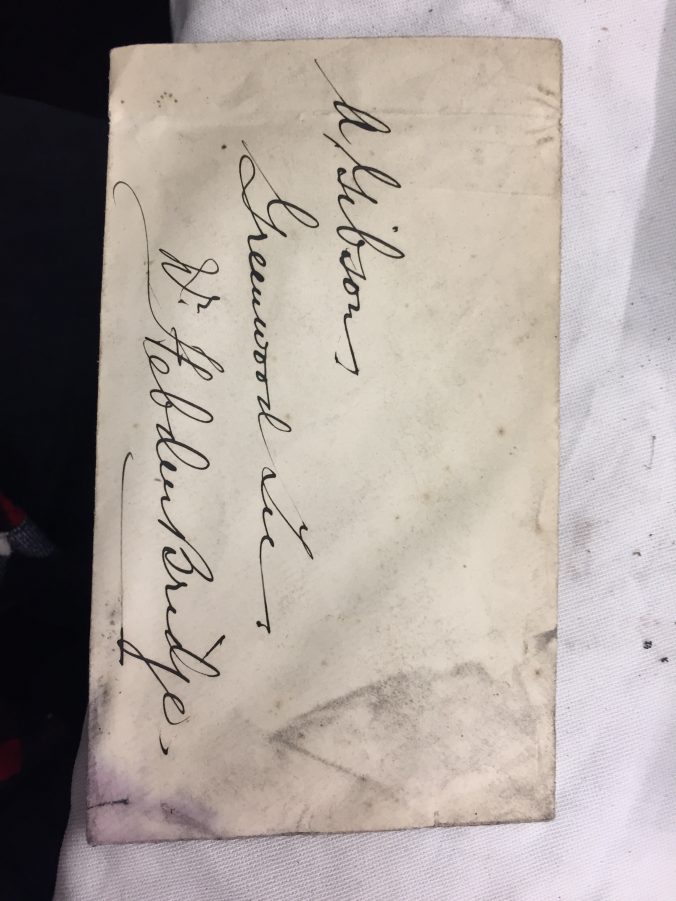 A, Gibson,
Greenwood Lee.
Nr. Hebden Bridge.